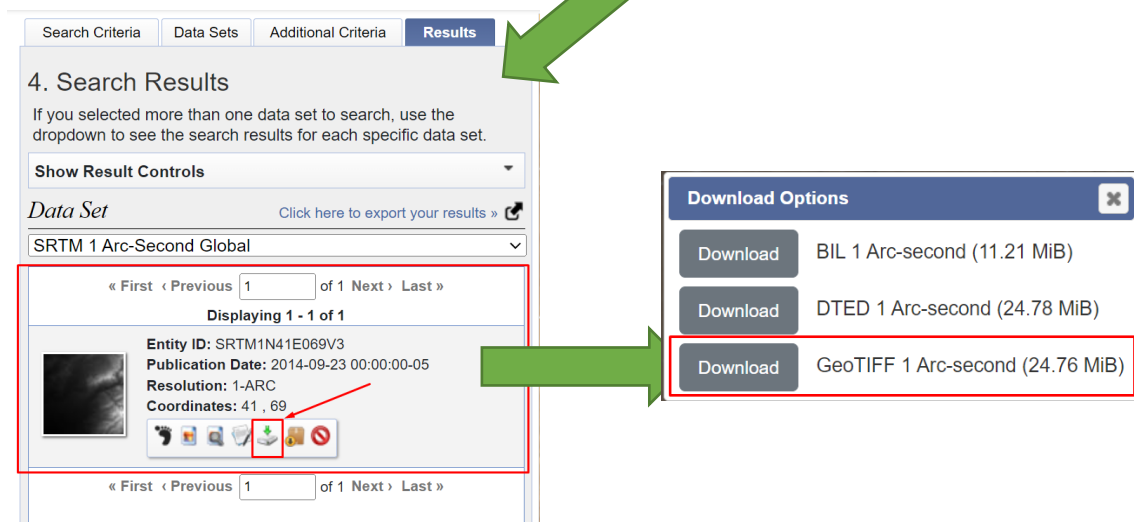 Search Criteria
Data Sets
Additional Criteria
Results
4. Search Results
If you selected more than one data set to search, use the
dropdown to see the search results for each specific data set.
Show Result Controls
Data Set
Click here to export your results »
SRTM 1 Arc-Second Global
« First ‹ Previous 1 of 1 Next › Last »
Displaying 1 - 1 of 1
Entity ID: SRTM1N41E069V3
Publication Date: 2014-09-23 00:00:00-05
Resolution: 1-ARC
Coordinates: 41 , 69
« First ‹ Previous 1 of 1 Next › Last »
Download Options
Download BIL 1 Arc-second (11.21 MiB)
Download DTED 1 Arc-second (24.78 MiB)
Download GeoTIFF 1 Arc-second (24.76 MiB)